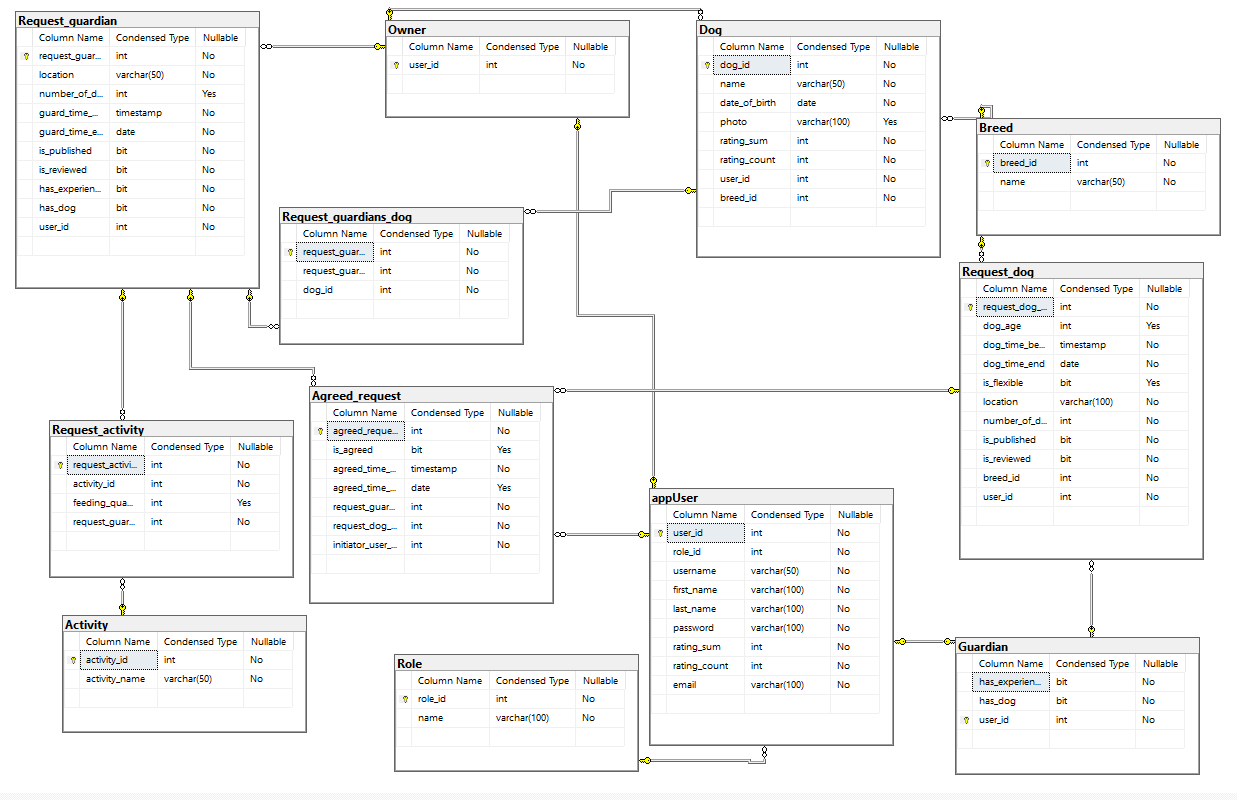 Request_guardian
Column Name Condensed Type Nullable
request_guar... int No
location varchar(50) No
number_of_d... int Yes
guard_time_... timestamp No
guard_time_e... date No
is_published bit No
is_reviewed bit No
has_experien... bit No
has_dog bit No
user_id int No
Owner
Column Name Condensed Type Nullable
user_id int No
Dog
Column Name Condensed Type Nullable
dog_id int No
name varchar(50) No
date_of_birth date No
photo varchar(100) Yes
rating_sum int No
rating_count int No
user_id int No
breed_id int No
Breed
Column Name Condensed Type Nullable
breed_id int No
name varchar(50) No
Request_guardians_dog
Column Name Condensed Type Nullable
request_guar... int No
request_guar... int No
dog_id int No
Request_dog
Column Name Condensed Type Nullable
request_dog_... int No
dog_age int Yes
dog_time_be... timestamp No
dog_time_end date No
is_flexible bit Yes
location varchar(100) No
number_of_d... int No
is_published bit No
is_reviewed bit No
breed_id int No
user_id int No
Agreed_request
Column Name Condensed Type Nullable
agreed_reque... int No
is_agreed bit Yes
agreed_time_... timestamp No
agreed_time_... date Yes
request_guar... int No
request_dog_... int No
initiator_user_... int No
Request_activity
Column Name Condensed Type Nullable
request_activi... int No
activity_id int No
feeding_qua... int Yes
request_guar... int No
appUser
Column Name Condensed Type Nullable
user_id int No
role_id int No
username varchar(50) No
first_name varchar(100) No
last_name varchar(100) No
password varchar(100) No
rating_sum int No
rating_count int No
email varchar(100) No
Activity
Column Name Condensed Type Nullable
activity_id int No
activity_name varchar(50) No
Role
Column Name Condensed Type Nullable
role_id int No
name varchar(100) No
Guardian
Column Name Condensed Type Nullable
has_experien... bit No
has_dog bit No
user_id int No